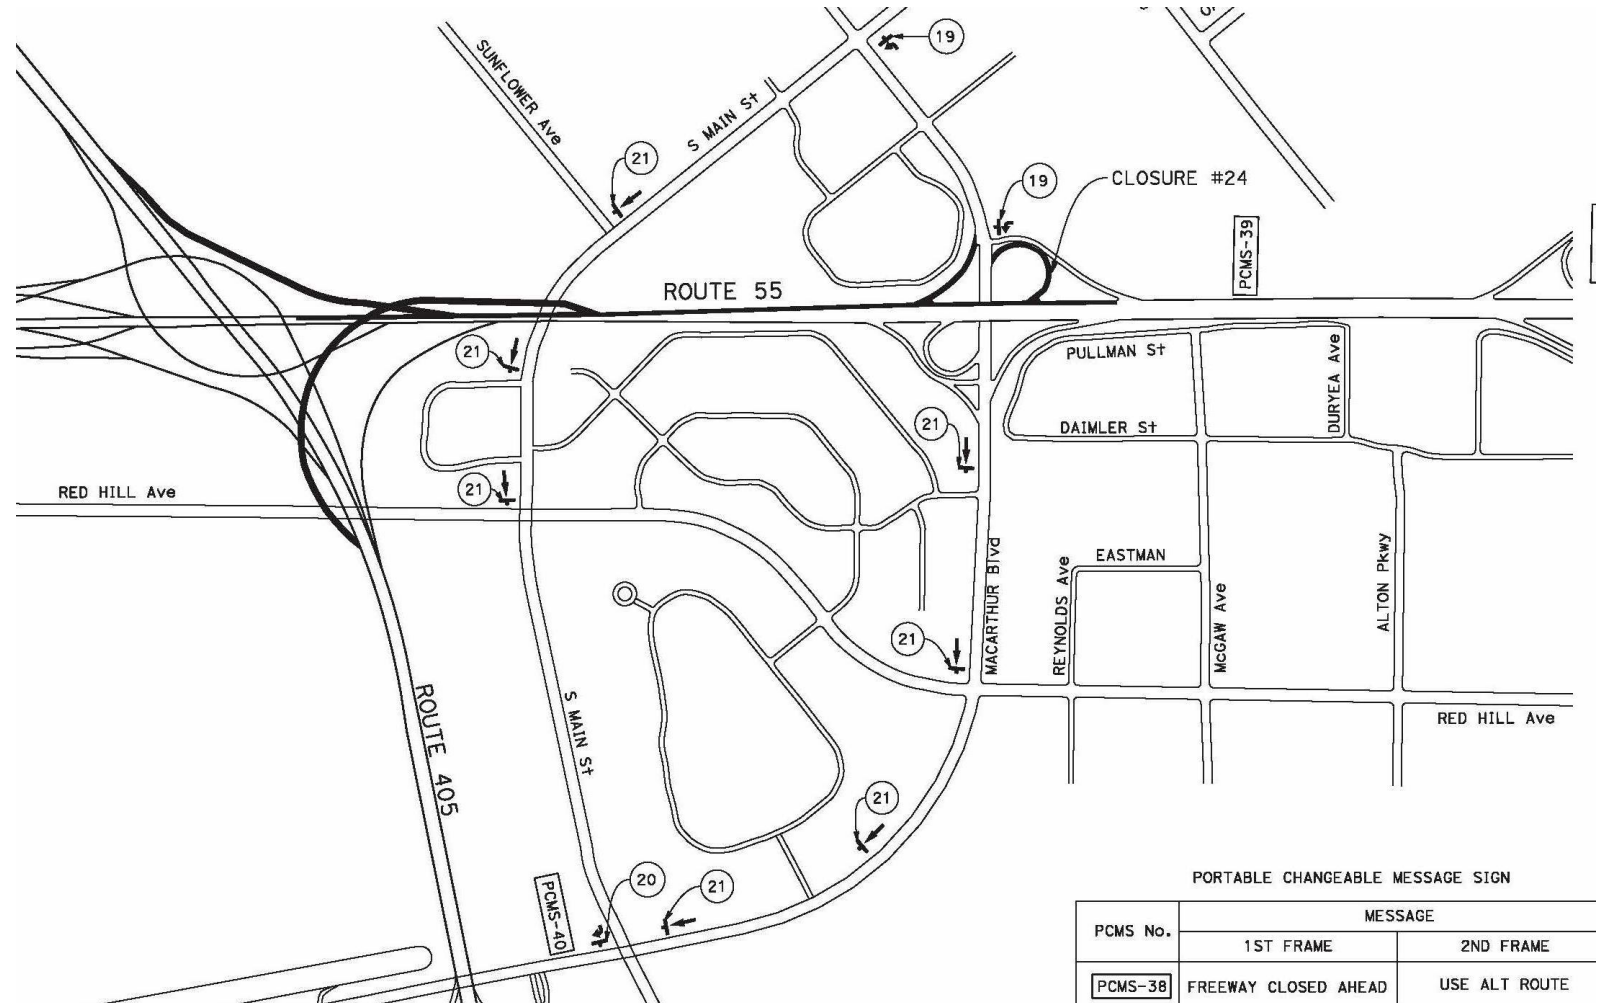 19
SUNFLOWER Ave
S MAIN St
21
19
CLOSURE #24
PCMS-39
ROUTE 55
21
PULLMAN St
DURYEA Ave
21
DAIMLER St
RED HILL Ave
21
EASTMAN
MACARTHUR Blvd
REYNOLDS Ave
McGAW Ave
ALTON Pkwy
21
ROUTE 405
S MAIN St
RED HILL Ave
21
PCMS-40
20
21
PORTABLE CHANGEABLE MESSAGE SIGN
PCMS No.
MESSAGE
1ST FRAME
2ND FRAME
PCMS-38
FREEWAY CLOSED AHEAD
USE ALT ROUTE